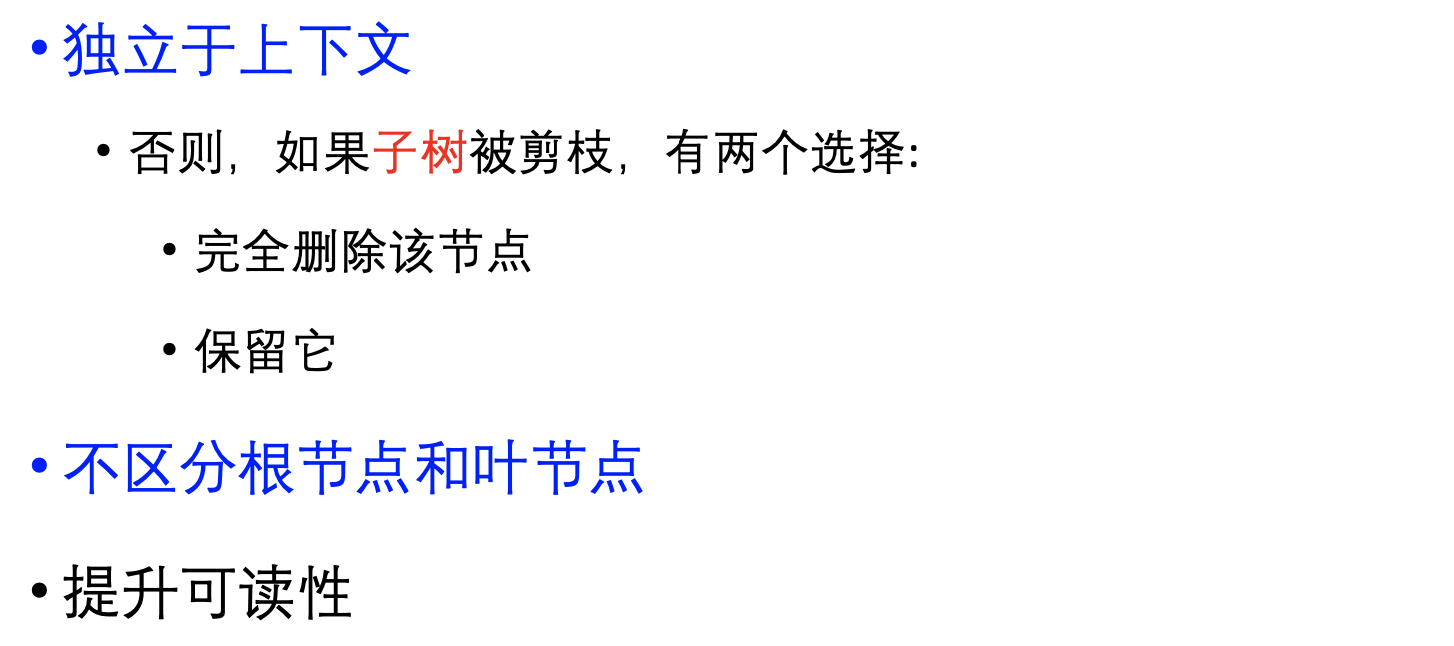 • 独立于上下文
• 否则，如果子树被剪枝，有两个选择:
• 完全删除该节点
• 保留它
• 不区分根节点和叶节点
• 提升可读性